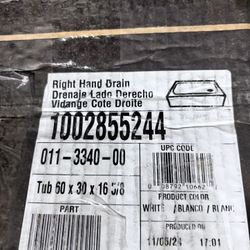 Right Hand Drain
Drenaje Lado Derecho
Vidange Cote Droite
1002855244
011-3340-00
UPC CODE
Tub 60 x 30 x 16 5/8
PRODUCT COLOR
WHITE /BLANCO/BLANC
PART
PRODUCED ON
17:01